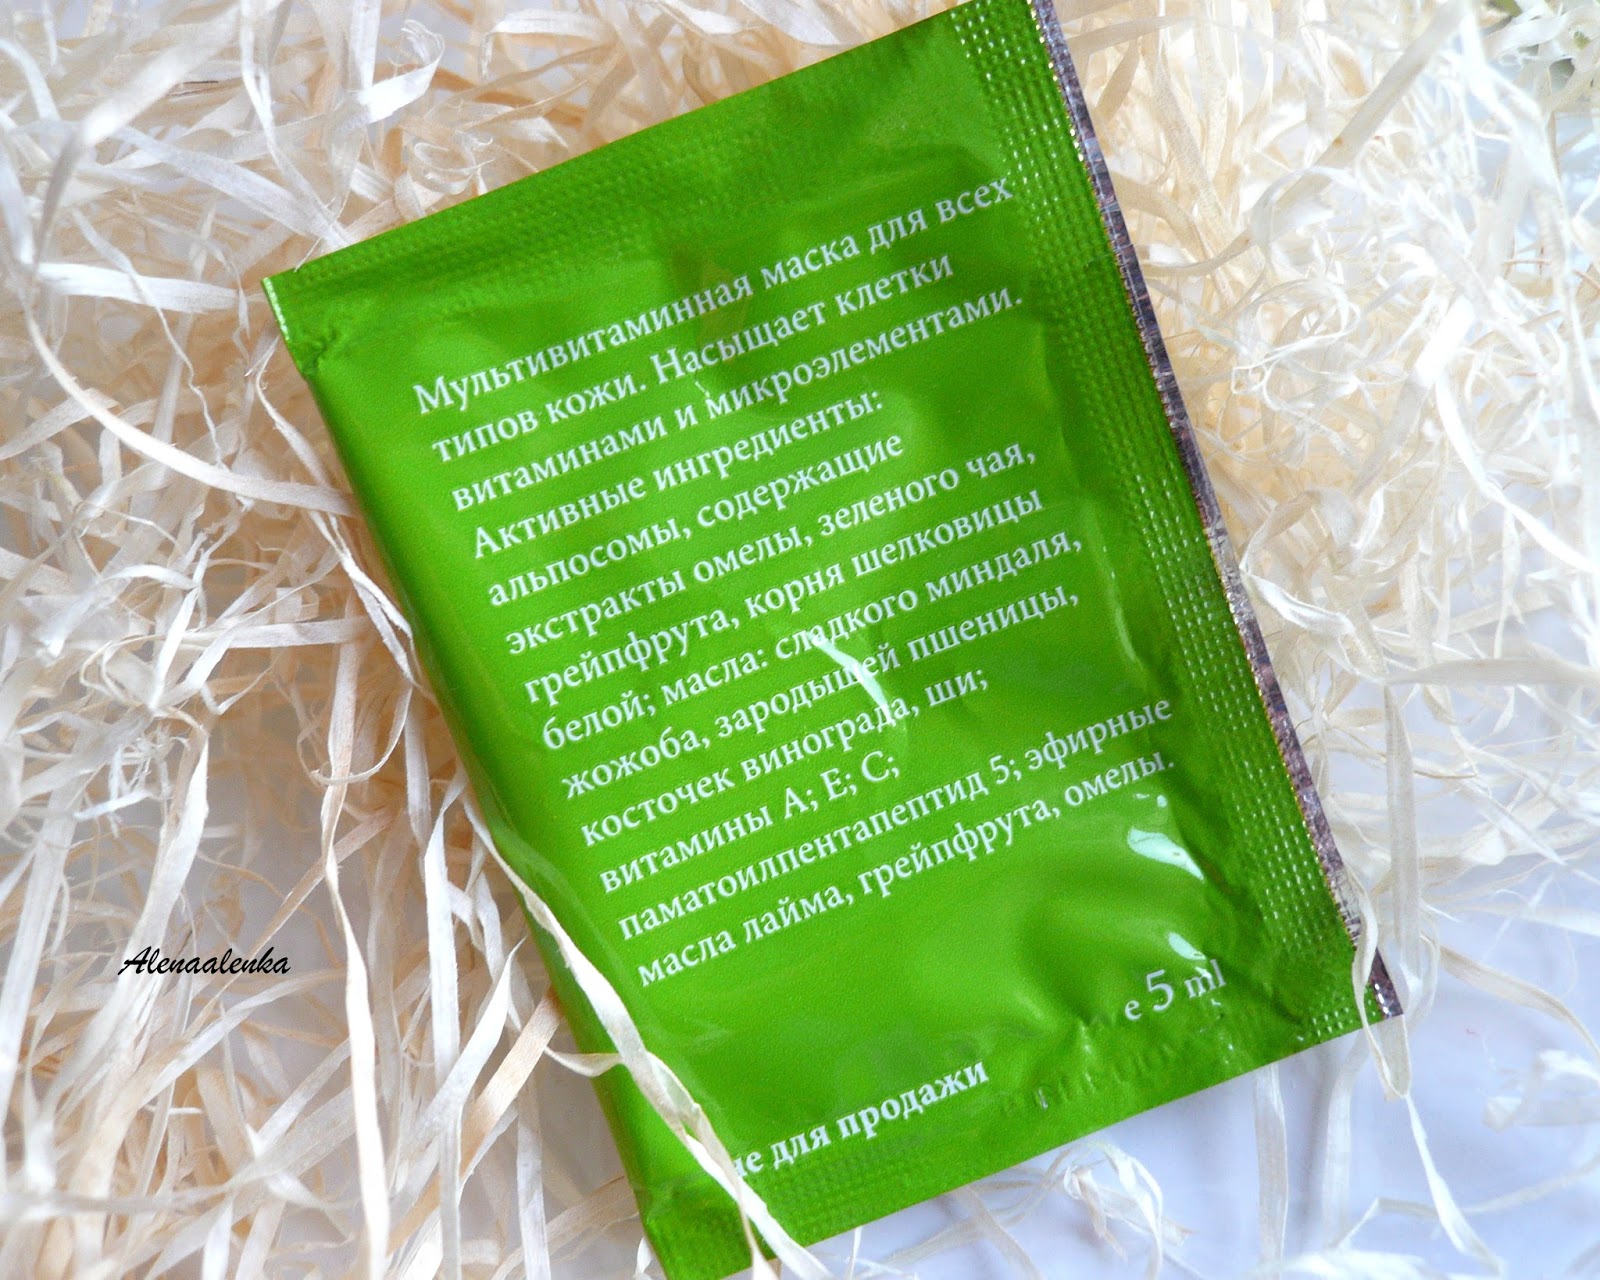 Мультивитаминная маска для всех
типов кожи. Насыщает клетки
витаминами и микроэлементами.
Активные ингредиенты:
альпосомы, содержащие
экстракты омелы, зеленого чая,
грейпфрута, корня шелковицы
белой; масла: сладкого миндаля,
жожоба, зародышей пшеницы,
косточек винограда, ши;
витамины А; Е; С;
паматоилпентапептид 5; эфирные
масла лайма, грейпфрута, омелы.
e 5 ml
не для продажи
Alenaalenka